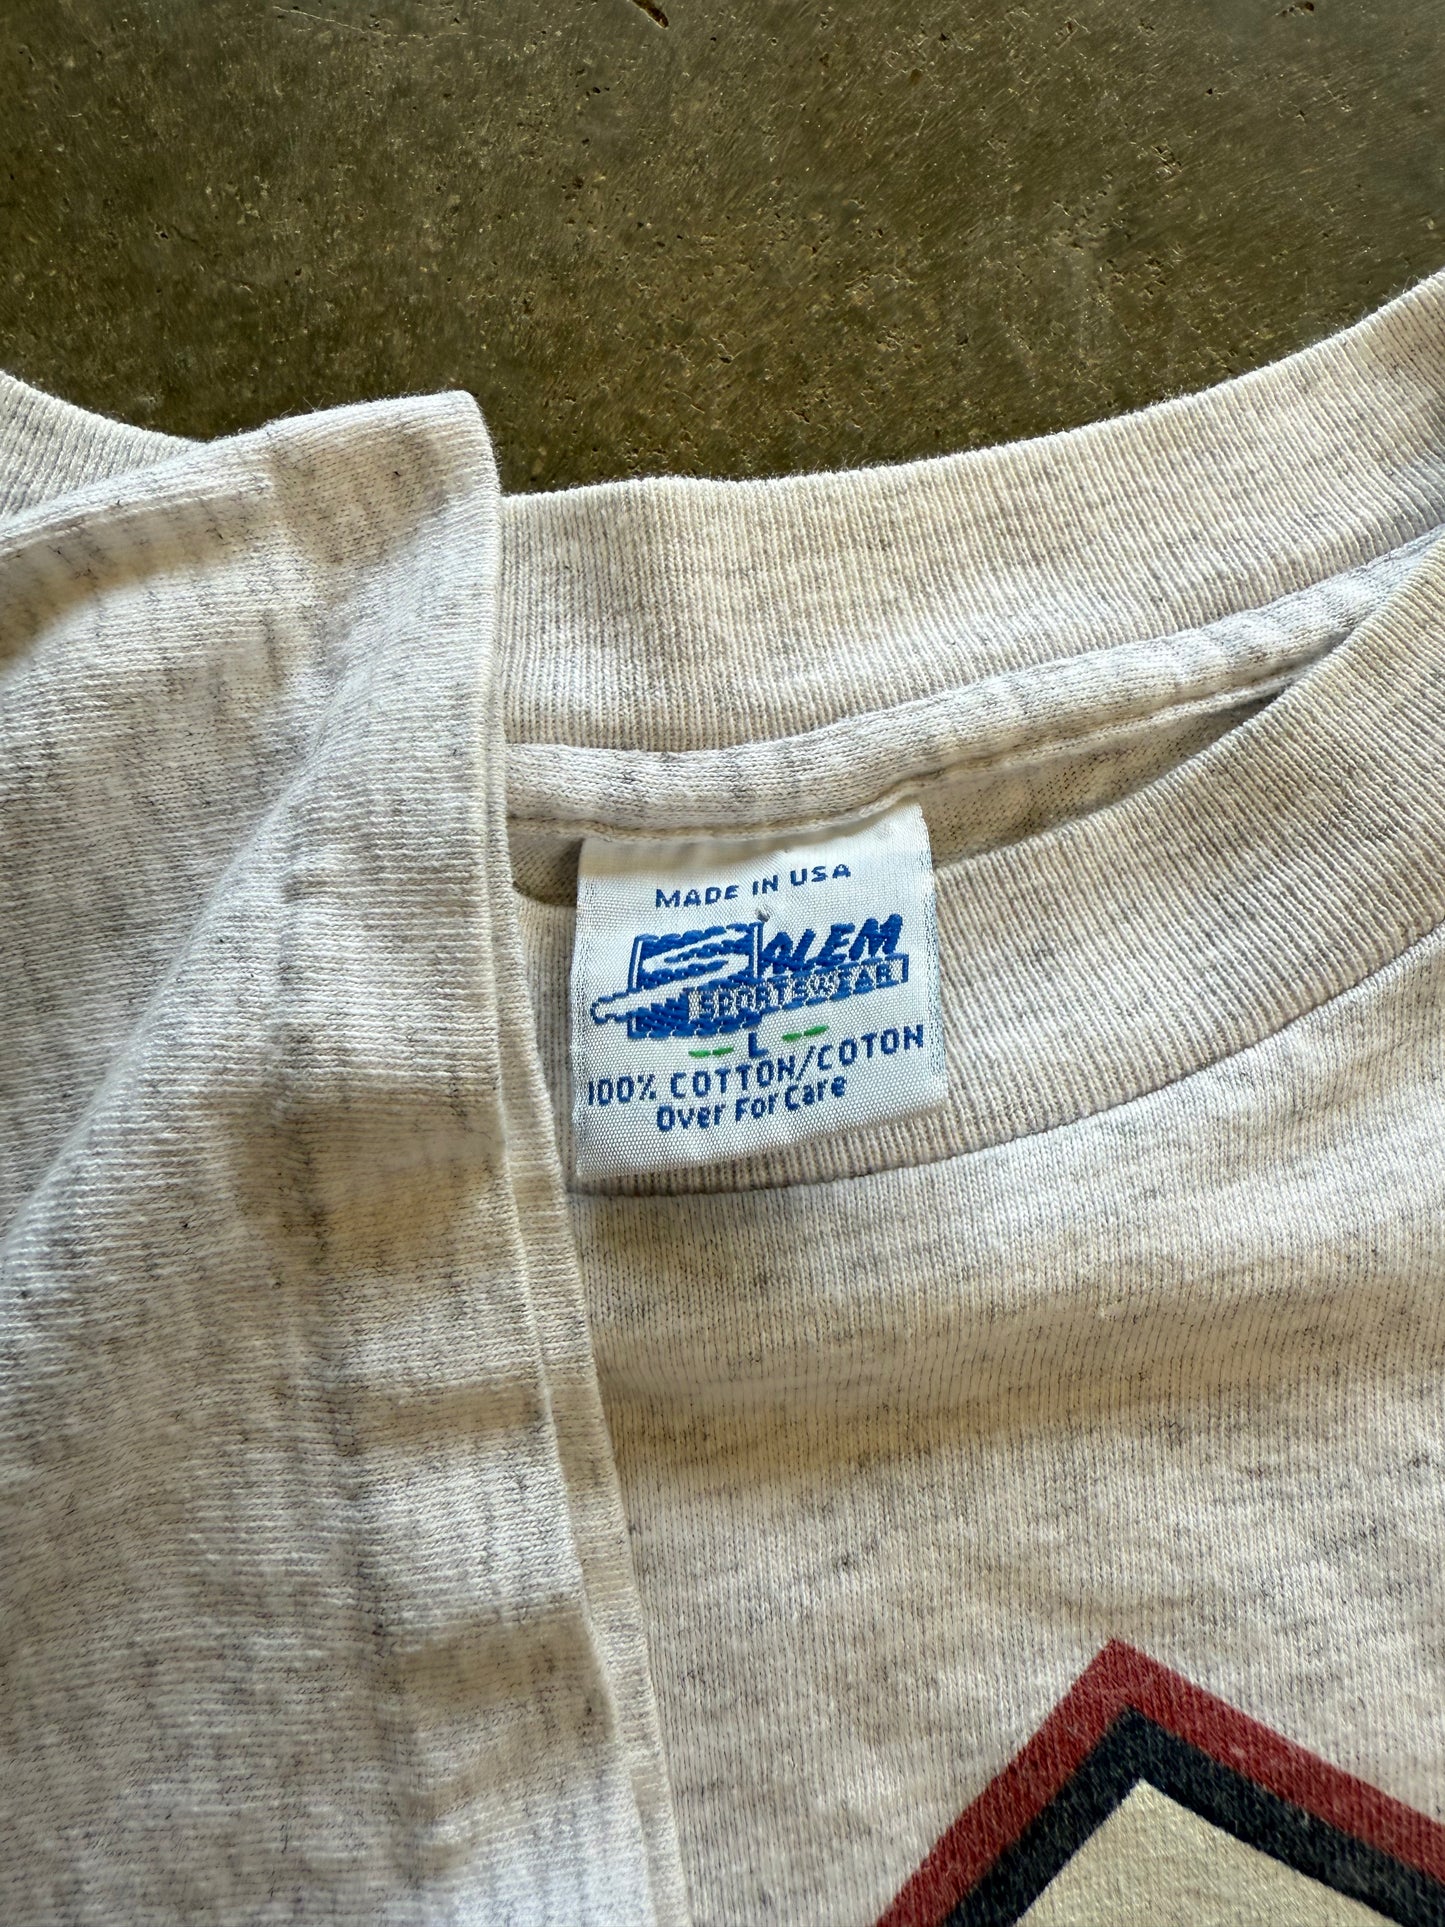 MADE IN USA
SALEM
SPORTSWEAR
L
100% COTTON/COTON
Over For Care